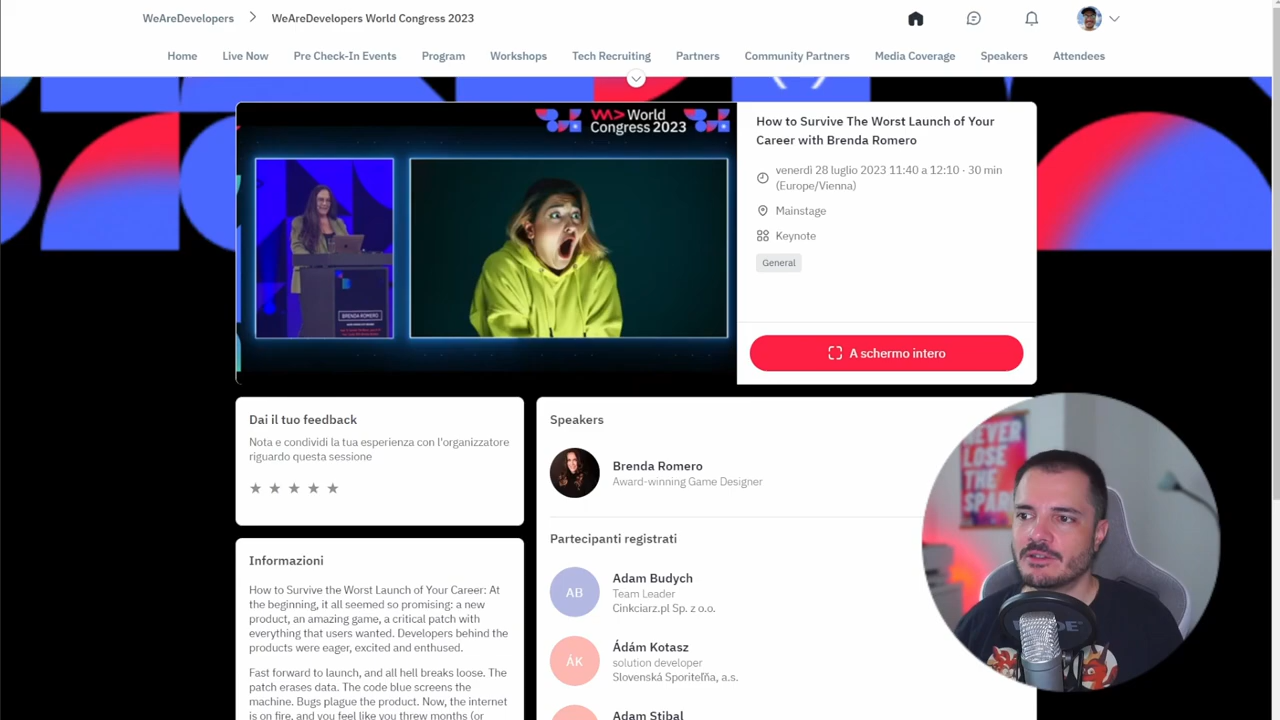 WeAreDevelopers > WeAreDevelopers World Congress 2023
Home Live Now Pre Check-In Events Program Workshops Tech Recruiting Partners Community Partners Media Coverage Speakers Attendees
World
Congress 2023
BRENDA ROMERO
How to Survive The Worst Launch of Your
Career with Brenda Romero
venerdì 28 luglio 2023 11:40 a 12:10 - 30 min
(Europe/Vienna)
Mainstage
Keynote
General
A schermo intero
Dai il tuo feedback
Nota e condividi la tua esperienza con l'organizzatore
riguardo questa sessione
Speakers
Brenda Romero
Award-winning Game Designer
Partecipanti registrati
AB
Adam Budych
Team Leader
Cinkciarz.pl Sp. z o.o.
ÁK
Ádám Kotasz
solution developer
Slovenská Sporiteľňa, a.s.
Adam Stibal
Informazioni
How to Survive the Worst Launch of Your Career: At
the beginning, it all seemed so promising: a new
product, an amazing game, a critical patch with
everything that users wanted. Developers behind the
products were eager, excited and enthused.
Fast forward to launch, and all hell breaks loose. The
patch erases data. The code blue screens the
machine. Bugs plague the product. Now, the internet
is on fire, and you feel like you threw months (or
NEVER
LOSE
THE
SPAR